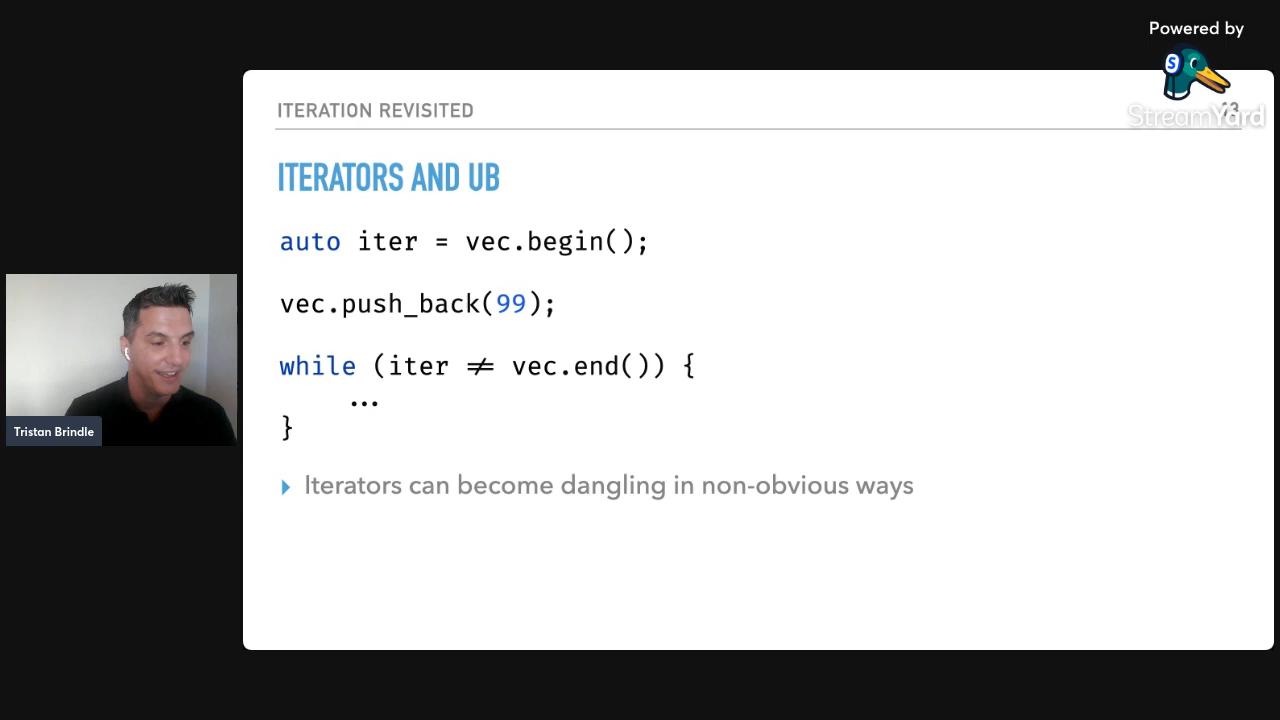 Powered by
S
StreamYard
ITERATION REVISITED
ITERATORS AND UB
auto iter = vec.begin();
vec.push_back(99);
while (iter ≠ vec.end()) {
...
}
Iterators can become dangling in non-obvious ways
Tristan Brindle